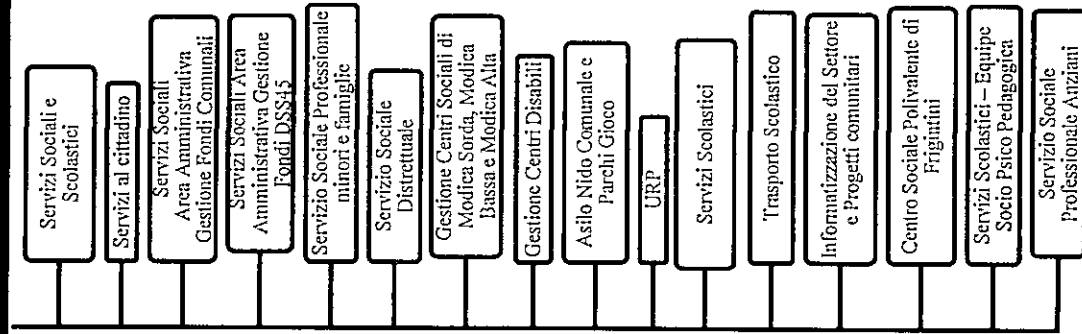 Servizi Sociali e
Scolastici
Servizi al cittadino
Servizi Sociali
Area Amministrativa
Gestione Fondi Comunali
Servizi Sociali Area
Amministrativa Gestione
Fondi DSS45
Servizio Sociale Professionale
minori e famiglie
Servizio Sociale
Distrettuale
Gestione Centri Sociali di
Modica Sorda, Modica
Bassa e Modica Alta
Gestione Centri Disabili
Asilo Nido Comunale e
Parchi Gioco
URP
Servizi Scolastici
Trasporto Scolastico
Informatizzazione del Settore
e Progetti comunitari
Centro Sociale Polivalente di
Frigintini
Servizi Scolastici – Equipe
Socio Psico Pedagogica
Servizio Sociale
Professionale Anziani